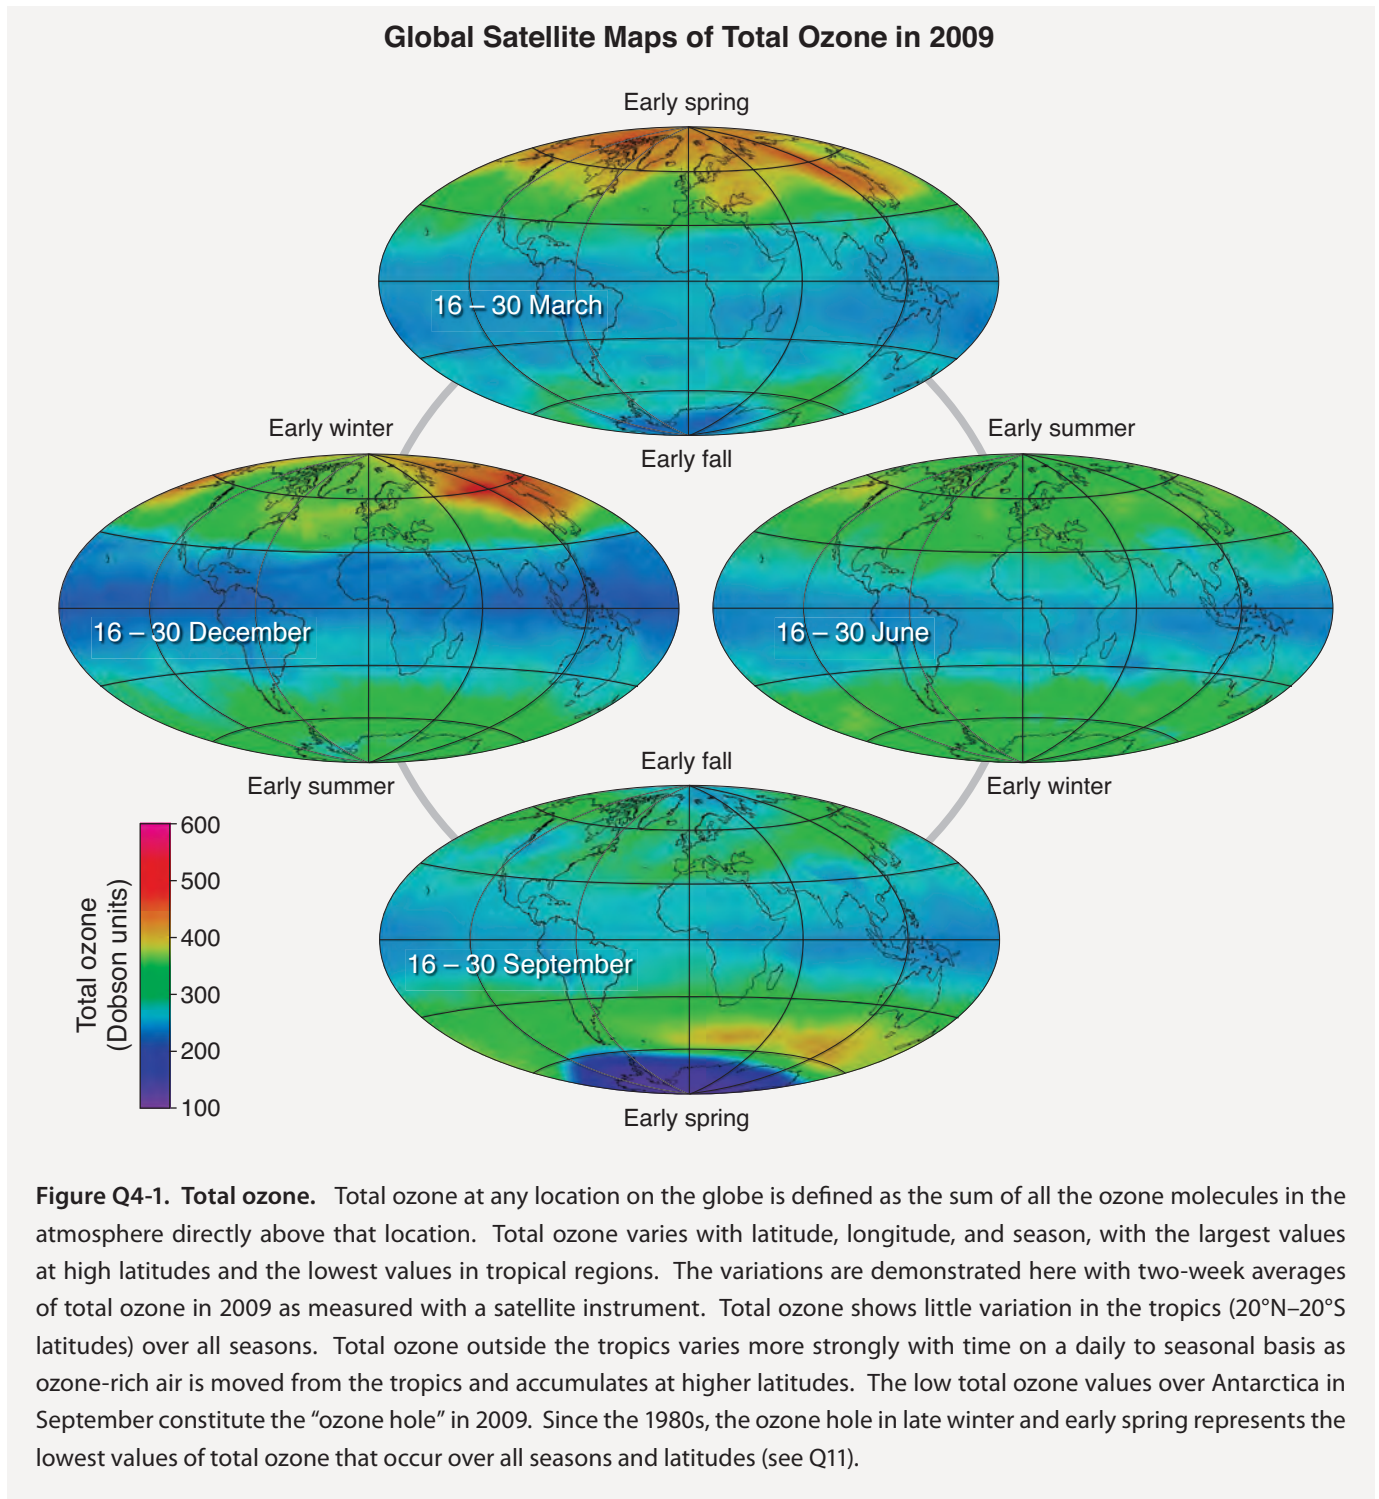 Global Satellite Maps of Total Ozone in 2009
Early spring
16 – 30 March
Early winter
Early summer
Early fall
16 – 30 December
16 – 30 June
Early fall
Early summer
Early winter
600
500
400
300
200
100
Total ozone
(Dobson units)
16 – 30 September
Early spring
Figure Q4-1. Total ozone. Total ozone at any location on the globe is defined as the sum of all the ozone molecules in the
atmosphere directly above that location. Total ozone varies with latitude, longitude, and season, with the largest values
at high latitudes and the lowest values in tropical regions. The variations are demonstrated here with two-week averages
of total ozone in 2009 as measured with a satellite instrument. Total ozone shows little variation in the tropics (20°N–20°S
latitudes) over all seasons. Total ozone outside the tropics varies more strongly with time on a daily to seasonal basis as
ozone-rich air is moved from the tropics and accumulates at higher latitudes. The low total ozone values over Antarctica in
September constitute the “ozone hole” in 2009. Since the 1980s, the ozone hole in late winter and early spring represents the
lowest values of total ozone that occur over all seasons and latitudes (see Q11).